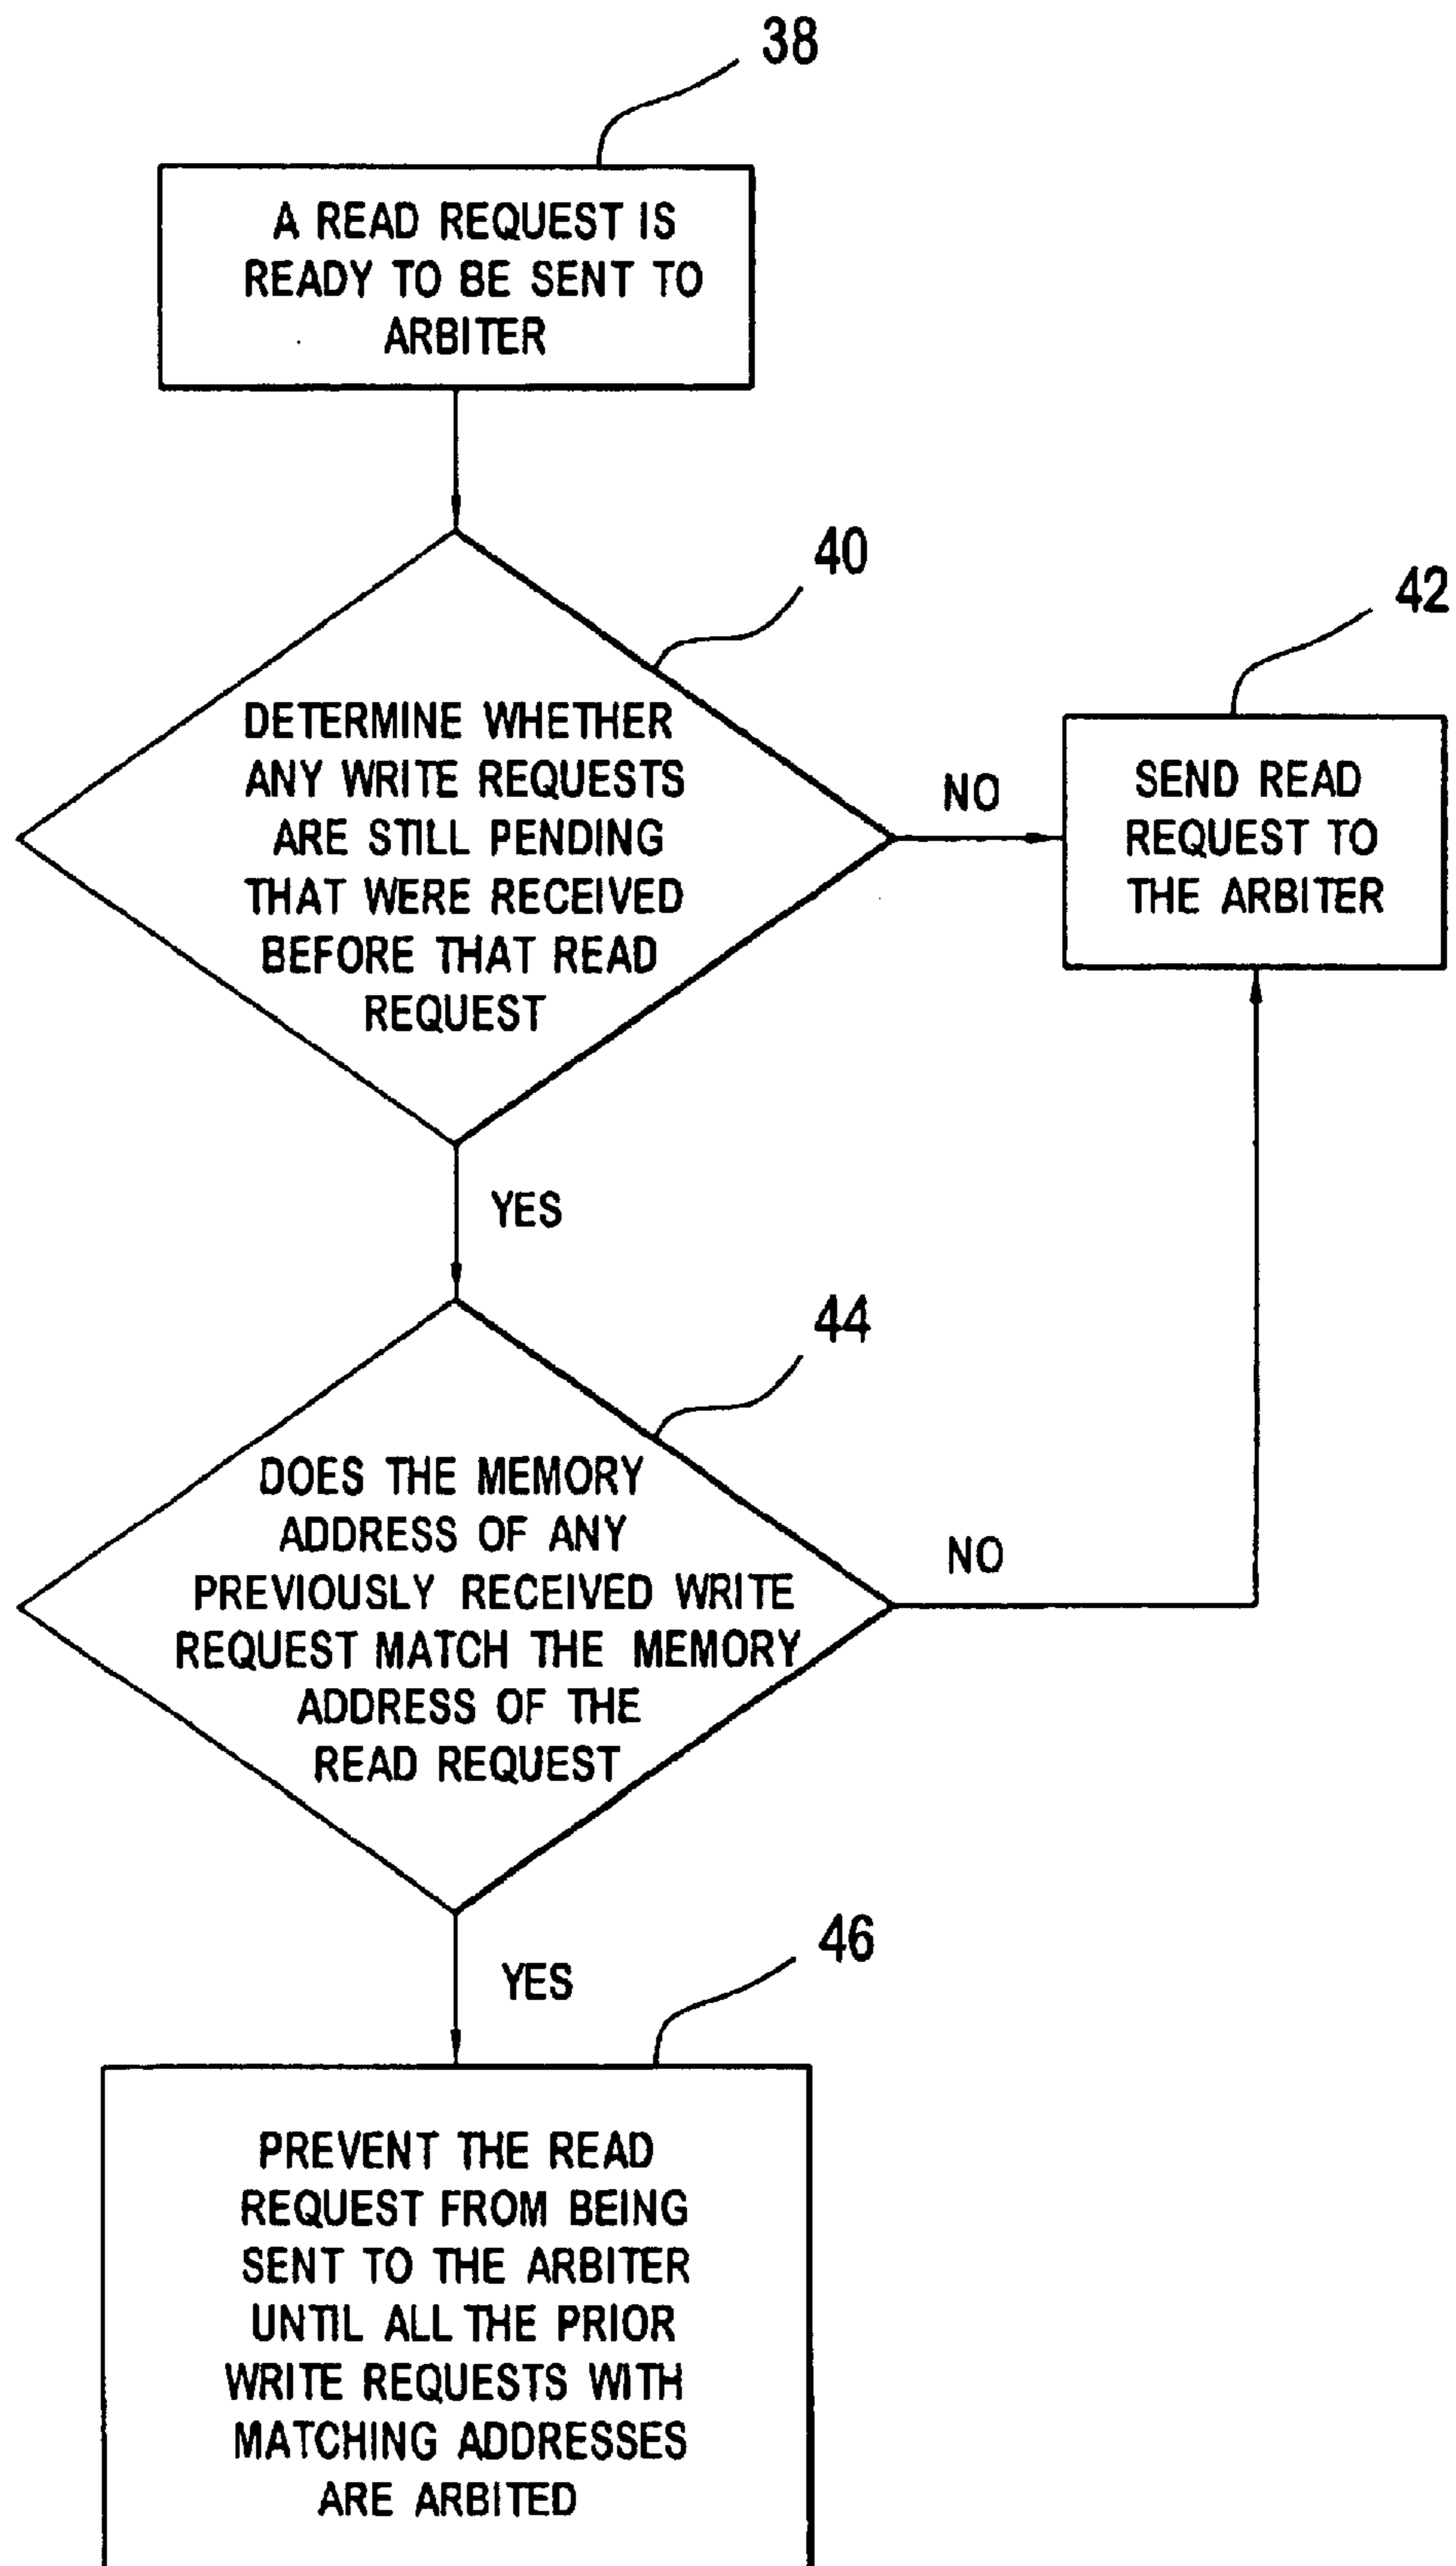 38
A READ REQUEST IS
READY TO BE SENT TO
ARBITER
40
DETERMINE WHETHER
ANY WRITE REQUESTS
ARE STILL PENDING
THAT WERE RECEIVED
BEFORE THAT READ
REQUEST
NO
42
SEND READ
REQUEST TO
THE ARBITER
YES
44
DOES THE MEMORY
ADDRESS OF ANY
PREVIOUSLY RECEIVED WRITE
REQUEST MATCH THE MEMORY
ADDRESS OF THE
READ REQUEST
NO
YES
46
PREVENT THE READ
REQUEST FROM BEING
SENT TO THE ARBITER
UNTIL ALL THE PRIOR
WRITE REQUESTS WITH
MATCHING ADDRESSES
ARE ARBITED